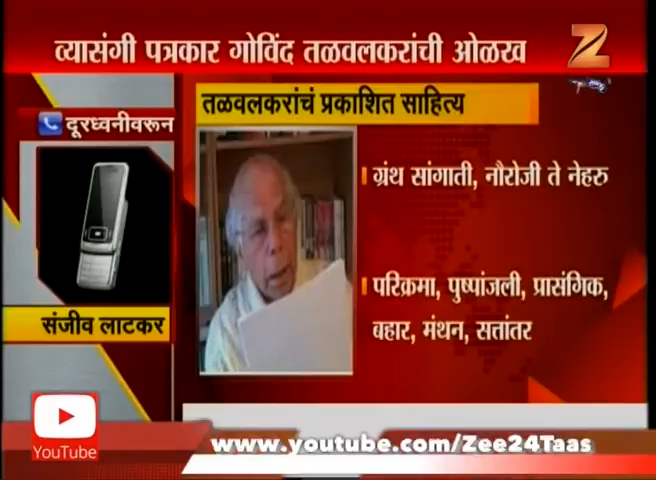 व्यासंगी पत्रकार गोविंद तळवलकरांची ओळख
तळवलकरांचं प्रकाशित साहित्य
दूरध्वनीवरून
ग्रंथ सांगाती, नौरोजी ते नेहरु
परिक्रमा, पुष्पांजली, प्रासंगिक,
बहार, मंथन, सत्तांतर
संजीव लाटकर
YouTube
www.youtube.com/Zee24Taas